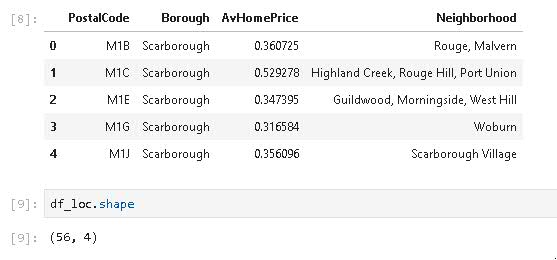 [8]: PostalCode Borough AvHomePrice Neighborhood
0 M1B Scarborough 0.360725 Rouge, Malvern
1 M1C Scarborough 0.529278 Highland Creek, Rouge Hill, Port Union
2 M1E Scarborough 0.347395 Guildwood, Morningside, West Hill
3 M1G Scarborough 0.316584 Woburn
4 M1J Scarborough 0.356096 Scarborough Village
[9]: df_loc.shape
[9]: (56, 4)